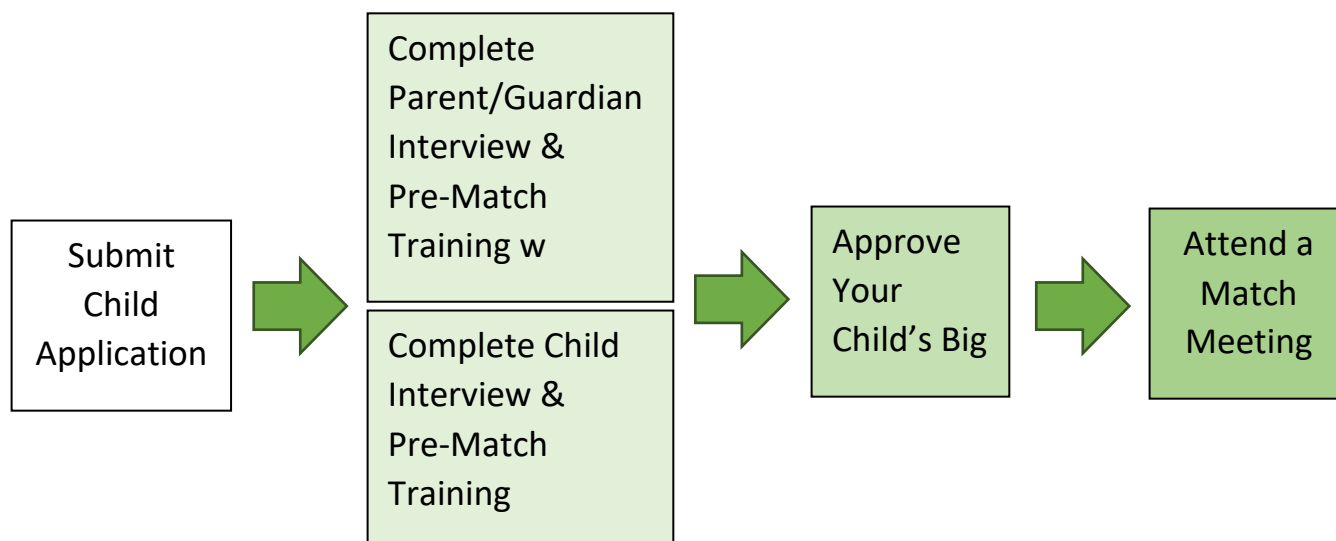 Submit
Child
Application
Complete
Parent/Guardian
Interview &
Pre-Match
Training w
Complete Child
Interview &
Pre-Match
Training
Approve
Your
Child’s Big
Attend a
Match
Meeting